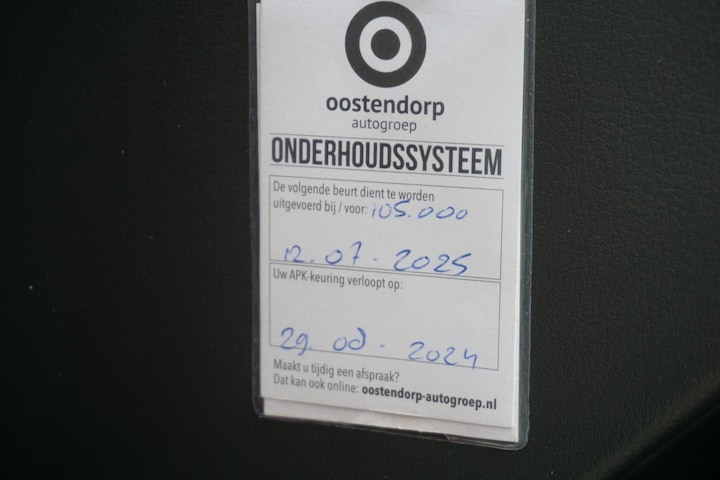 oostendorp
autogroep
ONDERHOUDSSYSTEEM
De volgende beurt dient te worden
uitgevoerd bij / voor: 105.000
12.07-2025
Uw APK-keuring verloopt op:
29.08-2024
Maakt u tijdig een afspraak?
Dat kan ook online: oostendorp-autogroep.nl